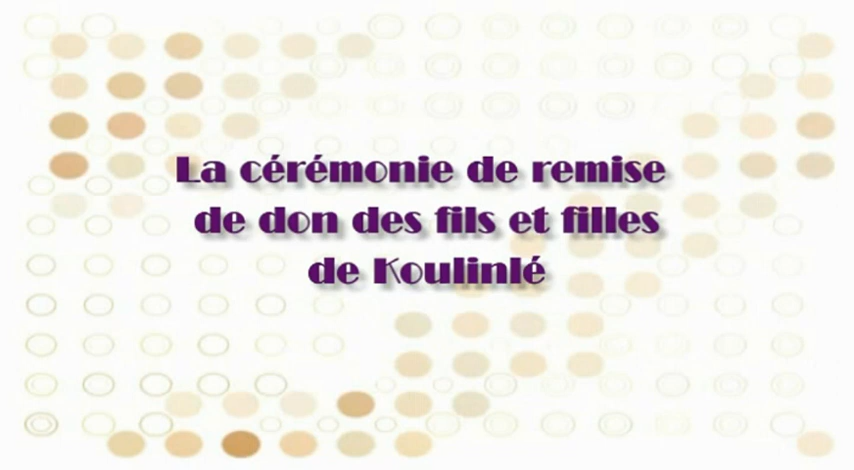 La cérémonie de remise
de don des fils et filles
de Koulinlé